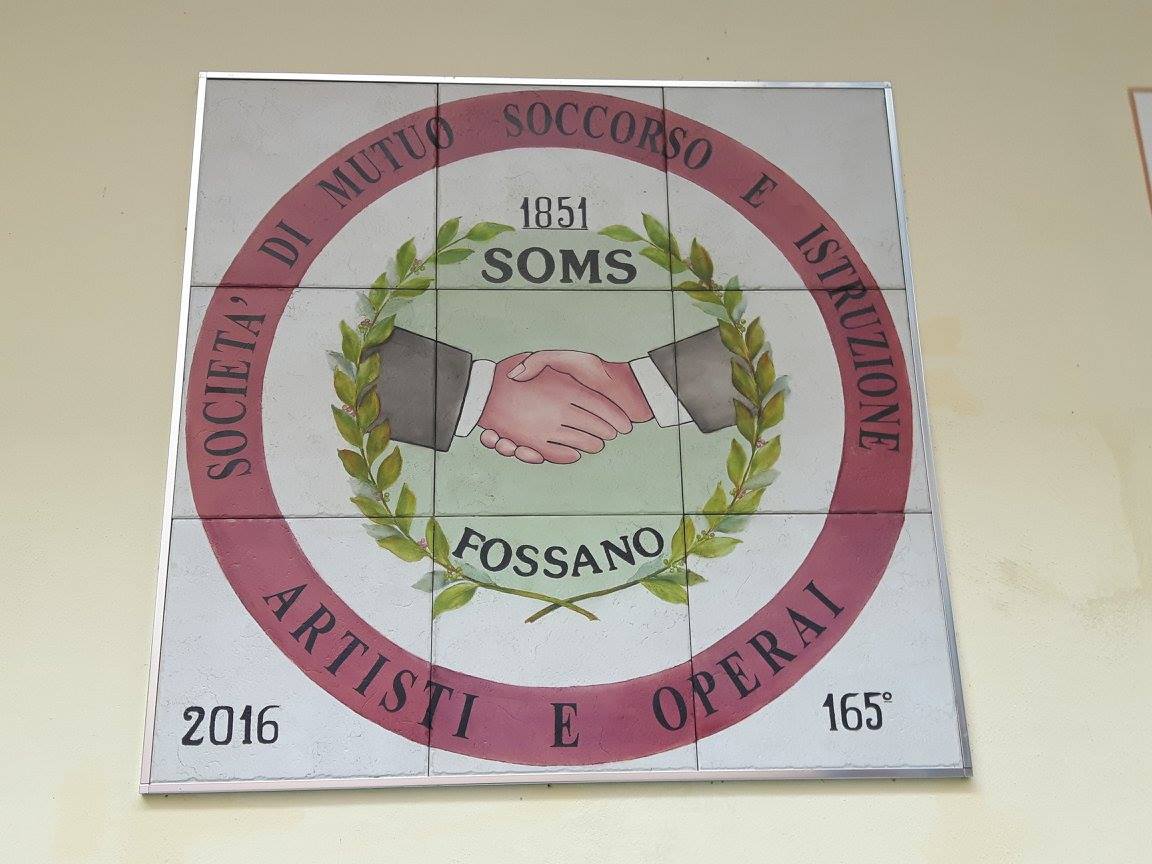 SOCIETA' DI MUTUO SOCCORSO E ISTRUZIONE
1851
SOMS
FOSSANO
ARTISTI E OPERAI
2016
165°